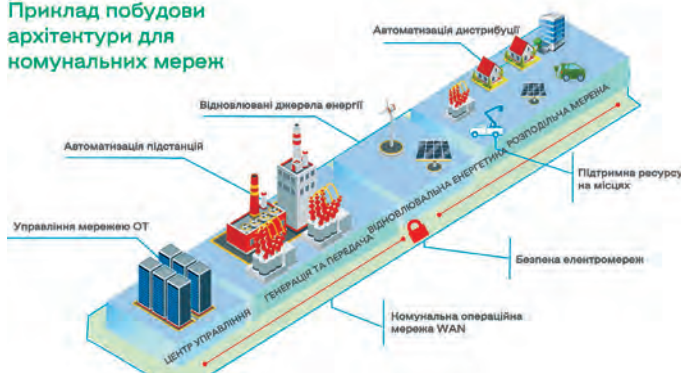 Приклад побудови
архітектури для
комунальних мереж
Автоматизація дистрибуції
Відновлювані джерела енергії
Автоматизація підстанцій
Управління мережею ОТ
Підтримка ресурсу
на місцях
Безпека електромереж
Комунальна операційна
мережа WAN
ЦЕНТР УПРАВЛІННЯ
ГЕНЕРАЦІЯ ТА ПЕРЕДАЧА
ВІДНОВЛЮВАЛЬНА ЕНЕРГЕТИКА
РОЗПОДІЛЬЧА МЕРЕЖА